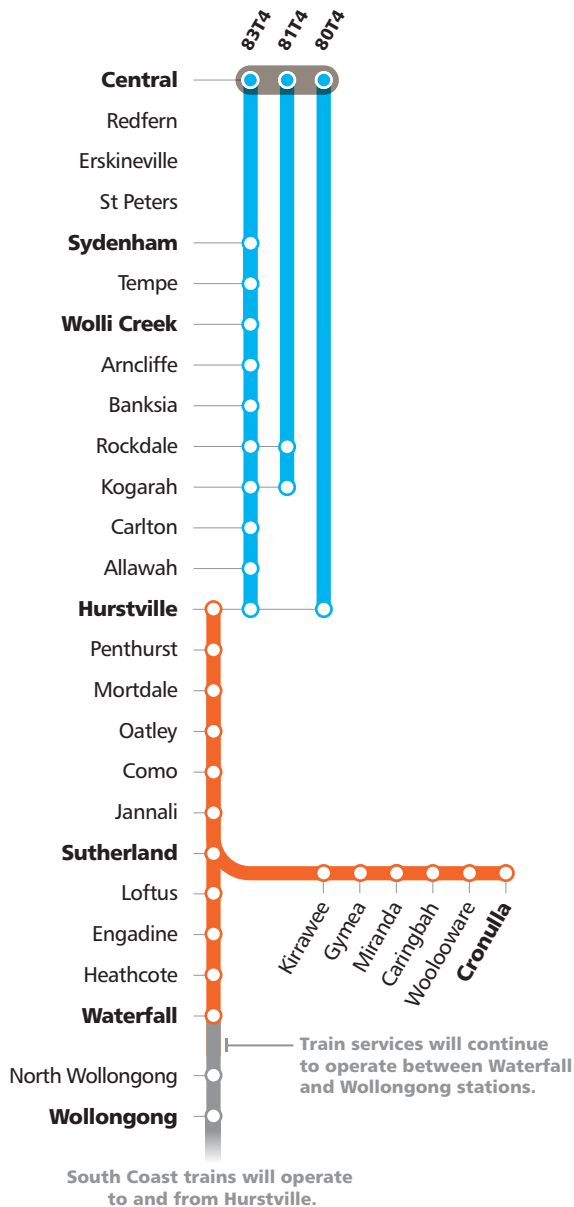 83T4
81T4
80T4
Central
Redfern
Erskineville
St Peters
Sydenham
Tempe
Wolli Creek
Arncliffe
Banksia
Rockdale
Kogarah
Carlton
Allawah
Hurstville
Penthurst
Mortdale
Oatley
Como
Jannali
Sutherland
Loftus
Engadine
Heathcote
Waterfall
Kirrawee
Gymea
Miranda
Caringbah
Woolooware
Cronulla
Train services will continue
to operate between Waterfall
and Wollongong stations.
North Wollongong
Wollongong
South Coast trains will operate
to and from Hurstville.